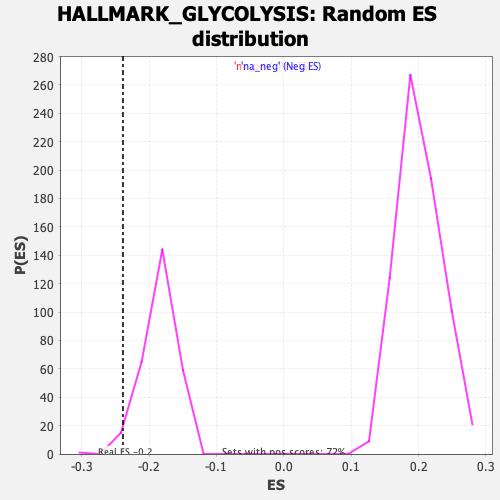 HALLMARK_GLYCOLYSIS: Random ES
distribution
'na_neg' (Neg ES)
280
260
240
220
200
180
160
140
120
100
80
60
40
20
0
P(ES)
Real ES -0.2
Sets with pos scores: 72%
-0.3 -0.2 -0.1 0.0 0.1 0.2 0.3
ES